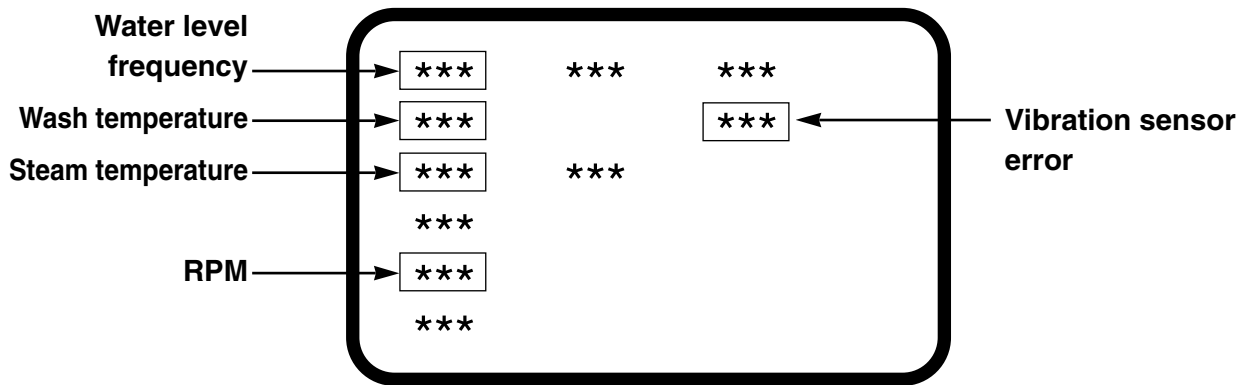 Water level
frequency
*** *** ***
Wash temperature
*** ***
Vibration sensor
error
Steam temperature
*** ***
***
RPM
***
***